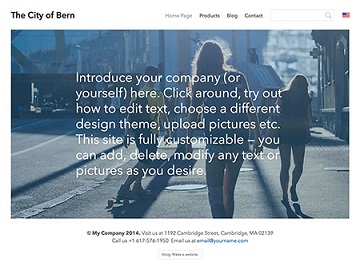 The City of Bern
Home Page Products Blog Contact
Introduce your company (or
yourself) here. Click around, try out
how to edit text, choose a different
design theme, upload pictures etc.
This site is fully customizable – you
can add, delete, modify any text or
pictures as you desire.
© My Company 2014. Visit us at 1192 Cambridge Street, Cambridge, MA 02139
Call us +1 617-576-1950 Email us at email@yourname.com
Voog. Make a website